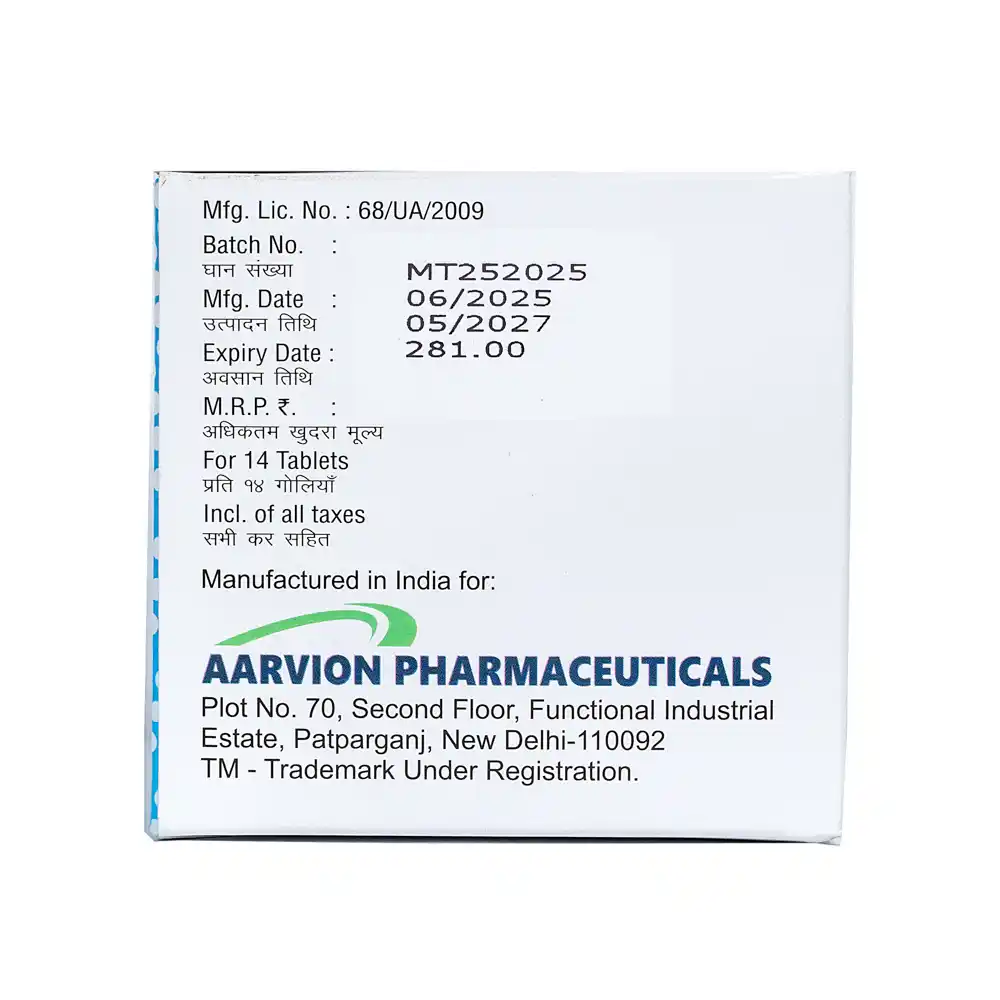 Mfg. Lic. No. : 68/UA/2009
Batch No. :
घान संख्या
MT252025
Mfg. Date :
06/2025
उत्पादन तिथि
05/2027
Expiry Date :
281.00
अवसान तिथि
M.R.P. ₹. :
अधिकतम खुदरा मूल्य
For 14 Tablets
प्रति १४ गोलियाँ
Incl. of all taxes
सभी कर सहित
Manufactured in India for:
AARVION PHARMACEUTICALS
Plot No. 70, Second Floor, Functional Industrial
Estate, Patparganj, New Delhi-110092
TM - Trademark Under Registration.